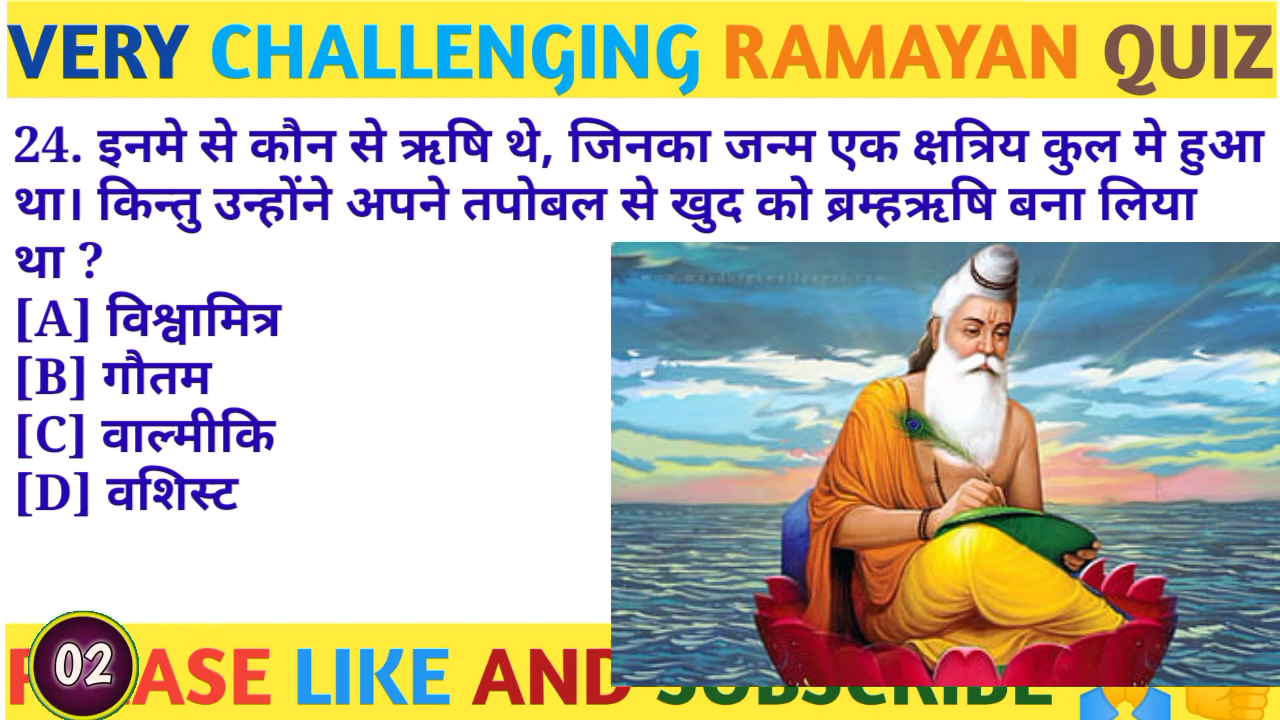 VERY CHALLENGING RAMAYAN QUIZ
24. इनमे से कौन से ऋषि थे, जिनका जन्म एक क्षत्रिय कुल मे हुआ
था। किन्तु उन्होंने अपने तपोबल से खुद को ब्रम्हऋषि बना लिया
था ?
[A] विश्वामित्र
[B] गौतम
[C] वाल्मीकि
[D] वशिस्ट
02
LIKE AND SUBSCRIBE